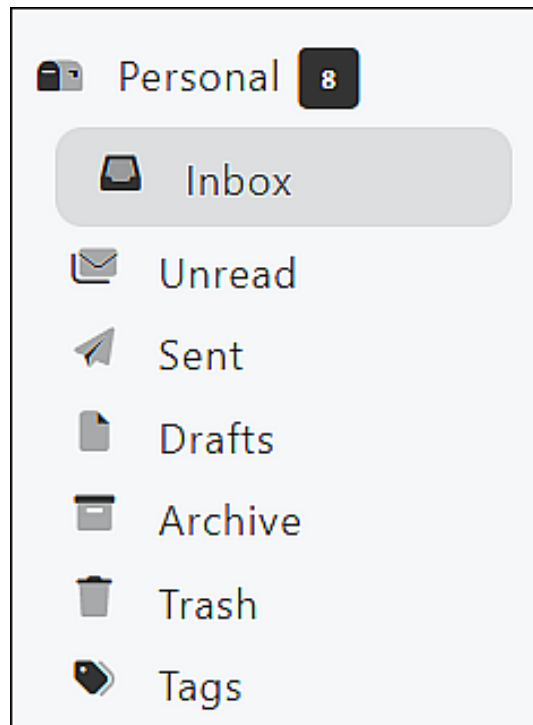 Personal 8
Inbox
Unread
Sent
Drafts
Archive
Trash
Tags